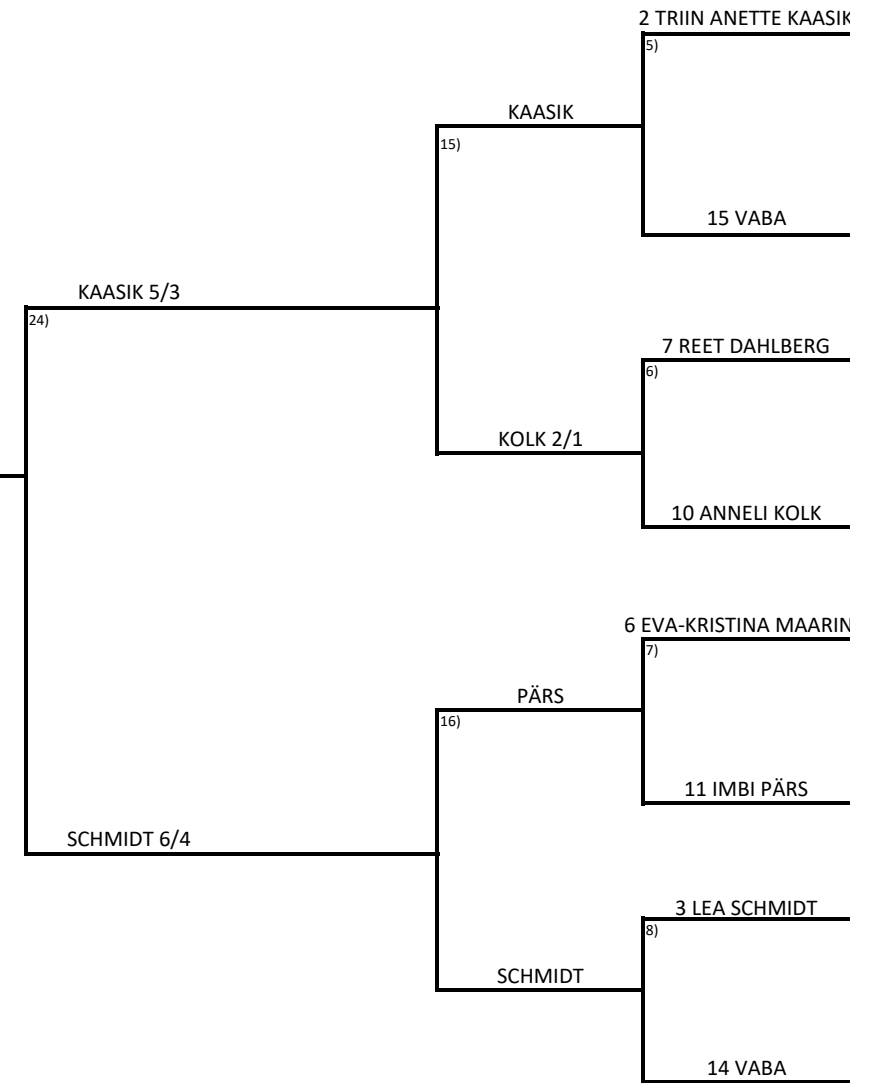 2 TRIIN ANETTE KAASIK
5)
KAASIK
15)
15 VABA
KAASIK 5/3
24)
7 REET DAHLBERG
6)
KOLK 2/1
10 ANNELI KOLK
6 EVA-KRISTINA MAARIN
7)
PÄRS
16)
11 IMBI PÄRS
SCHMIDT 6/4
3 LEA SCHMIDT
8)
SCHMIDT
14 VABA